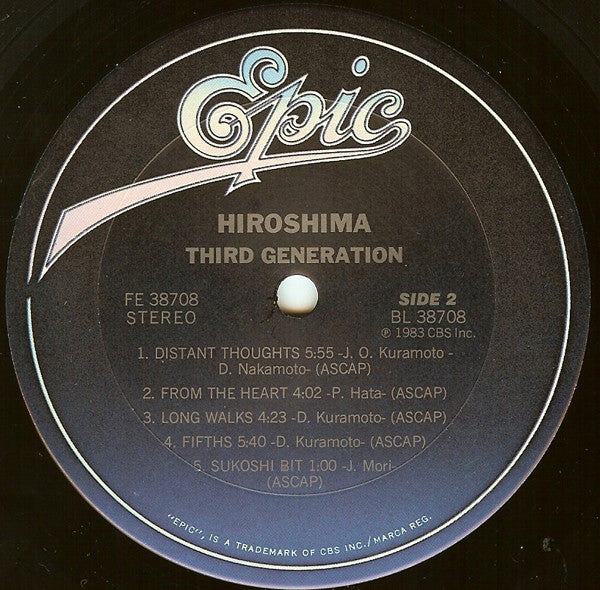 Epic
HIROSHIMA
THIRD GENERATION
FE 38708
STEREO
SIDE 2
BL 38708
℗ 1983 CBS Inc.
1. DISTANT THOUGHTS 5:55 -J. O. Kuramoto -
D. Nakamoto- (ASCAP)
2. FROM THE HEART 4:02 -P. Hata- (ASCAP)
3. LONG WALKS 4:23 -D. Kuramoto- (ASCAP)
4. FIFTHS 5:40 -D. Kuramoto- (ASCAP)
5. SUKOSHI BIT 1:00 -J. Mori-
(ASCAP)
"EPIC", IS A TRADEMARK OF CBS INC./MARCA REG.